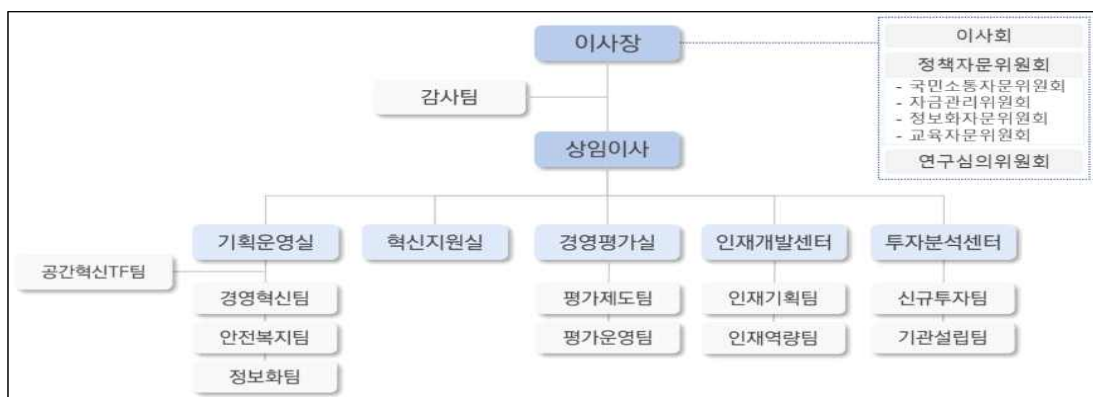 이사장
이사회
정책자문위원회
- 국민소통자문위원회
- 자금관리위원회
- 정보화자문위원회
- 교육자문위원회
연구심의위원회
감사팀
상임이사
기획운영실
혁신지원실
경영평가실
인재개발센터
투자분석센터
공간혁신TF팀
경영혁신팀
평가제도팀
인재기획팀
신규투자팀
안전복지팀
평가운영팀
인재역량팀
기관설립팀
정보화팀